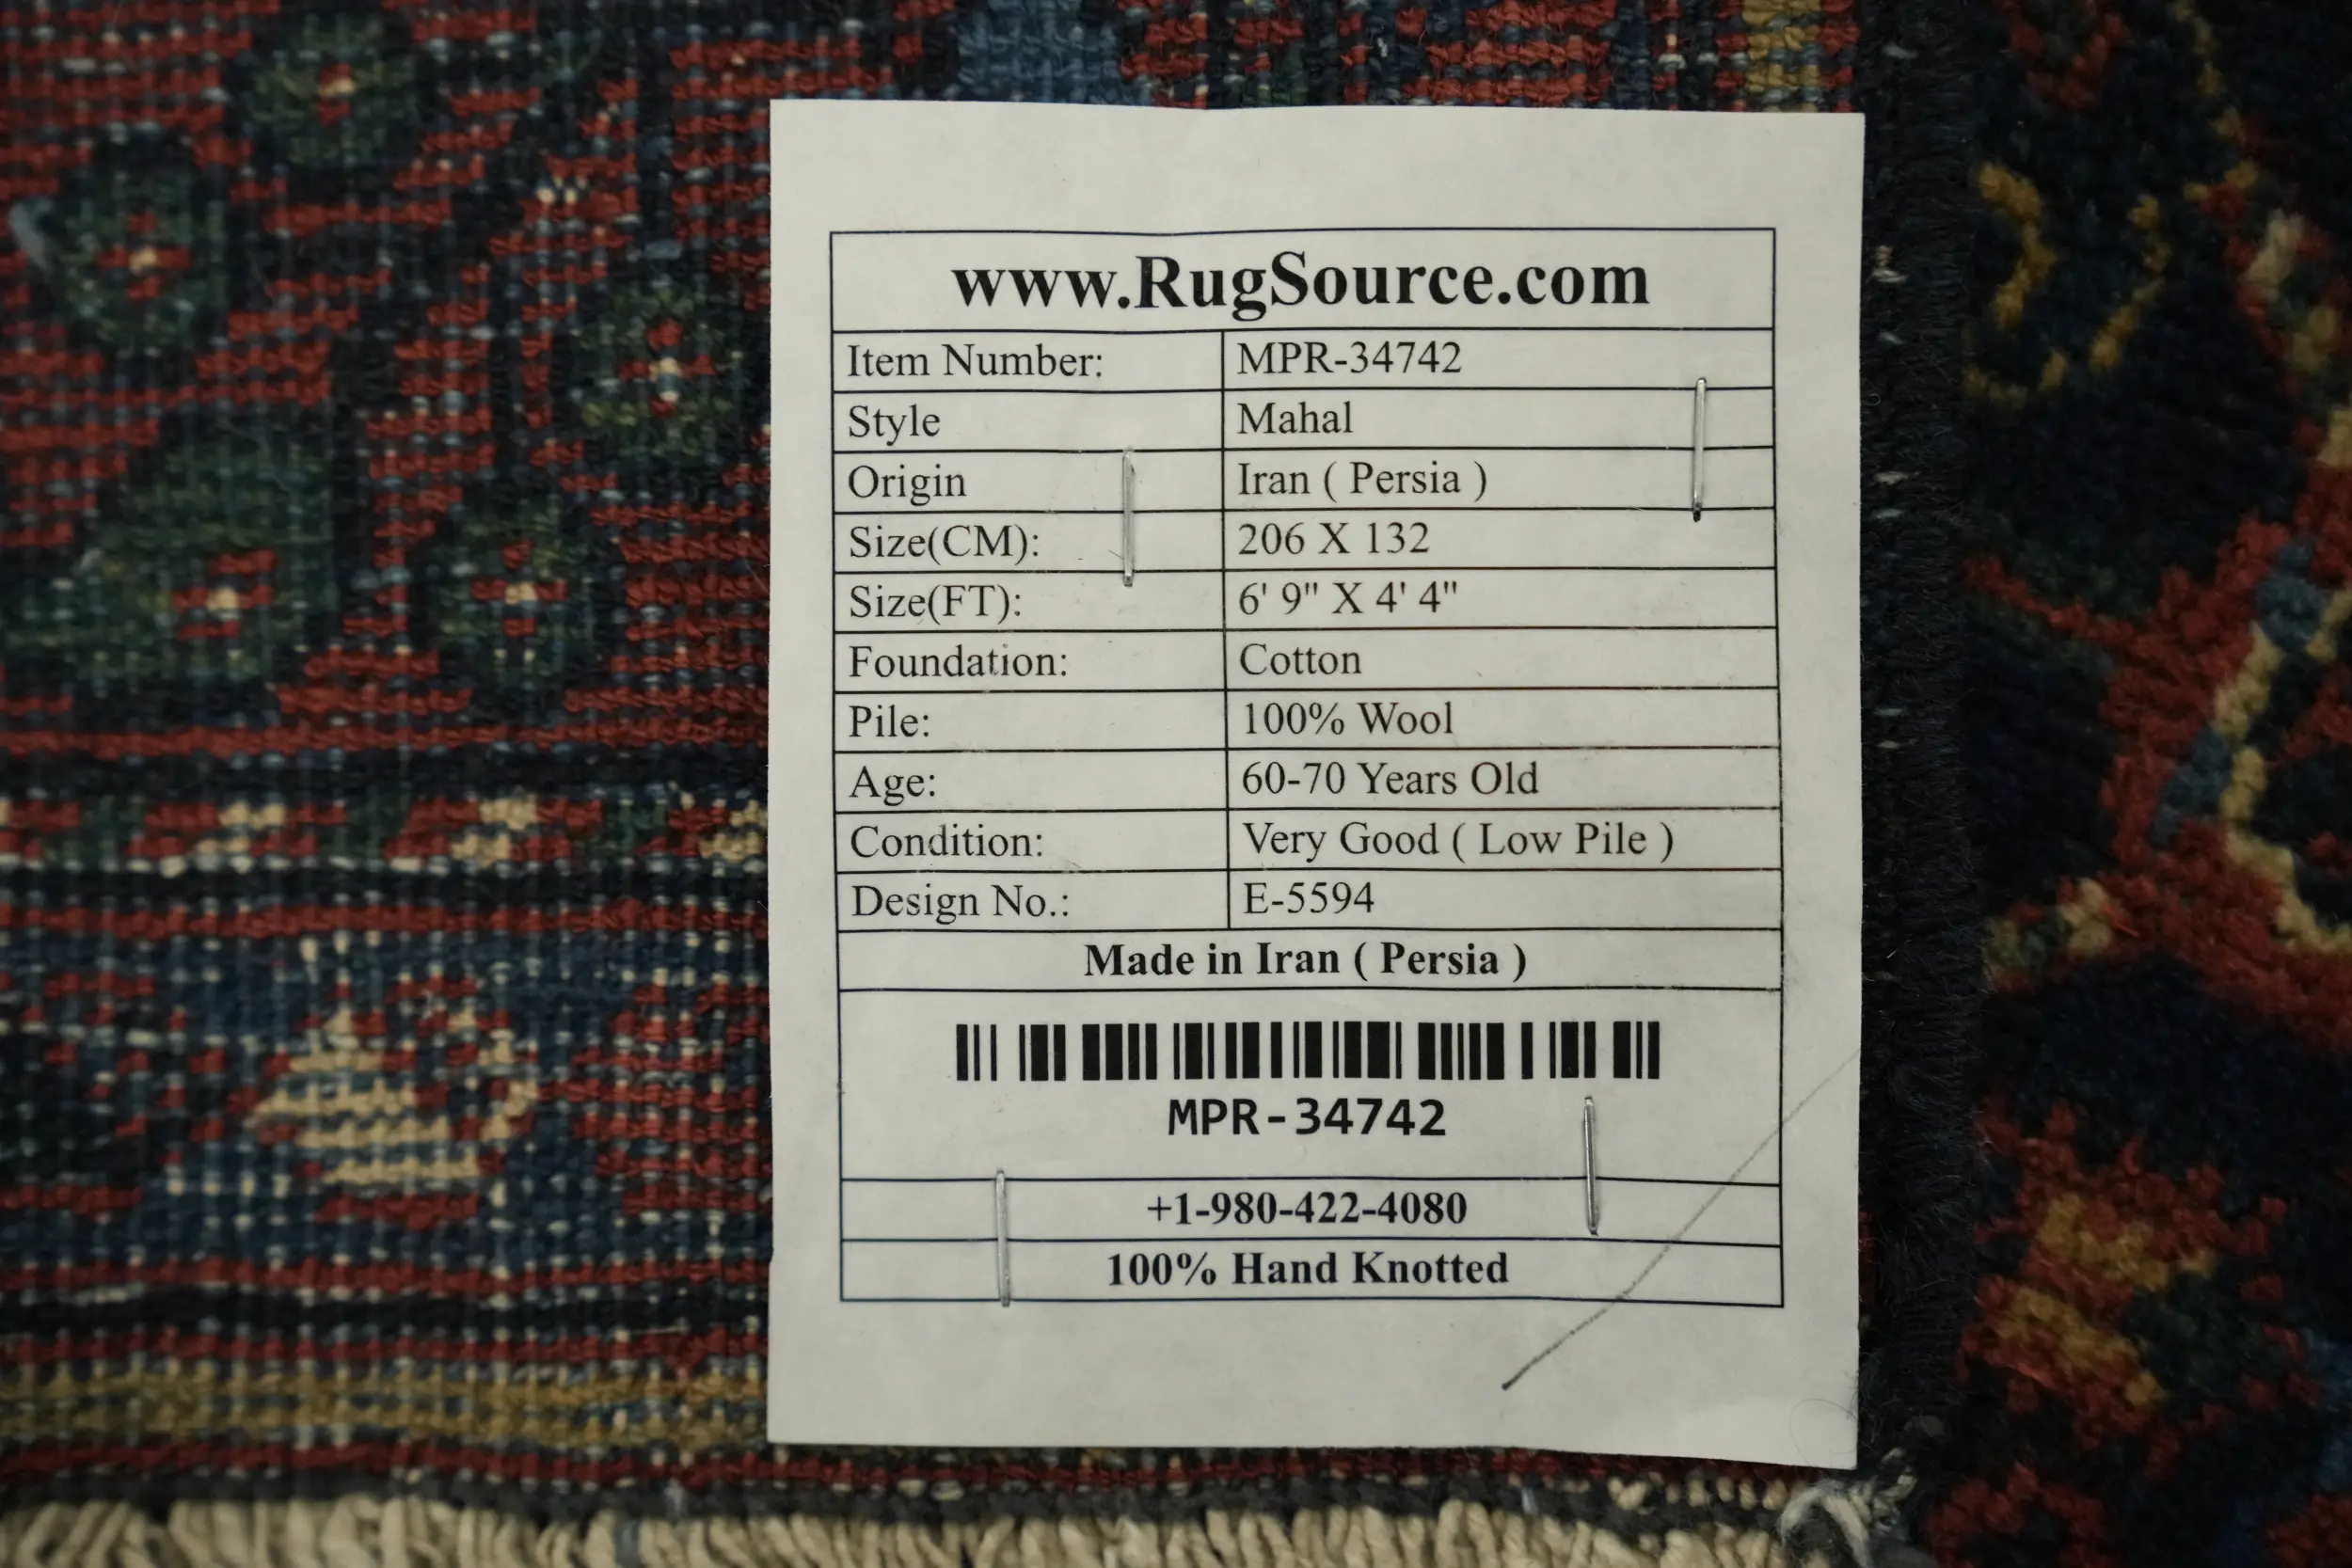 www.RugSource.com
Item Number: MPR-34742
Style Mahal
Origin Iran ( Persia )
Size(CM): 206 X 132
Size(FT): 6' 9" X 4' 4"
Foundation: Cotton
Pile: 100% Wool
Age: 60-70 Years Old
Condition: Very Good ( Low Pile )
Design No.: E-5594
Made in Iran ( Persia )
MPR-34742
+1-980-422-4080
100% Hand Knotted